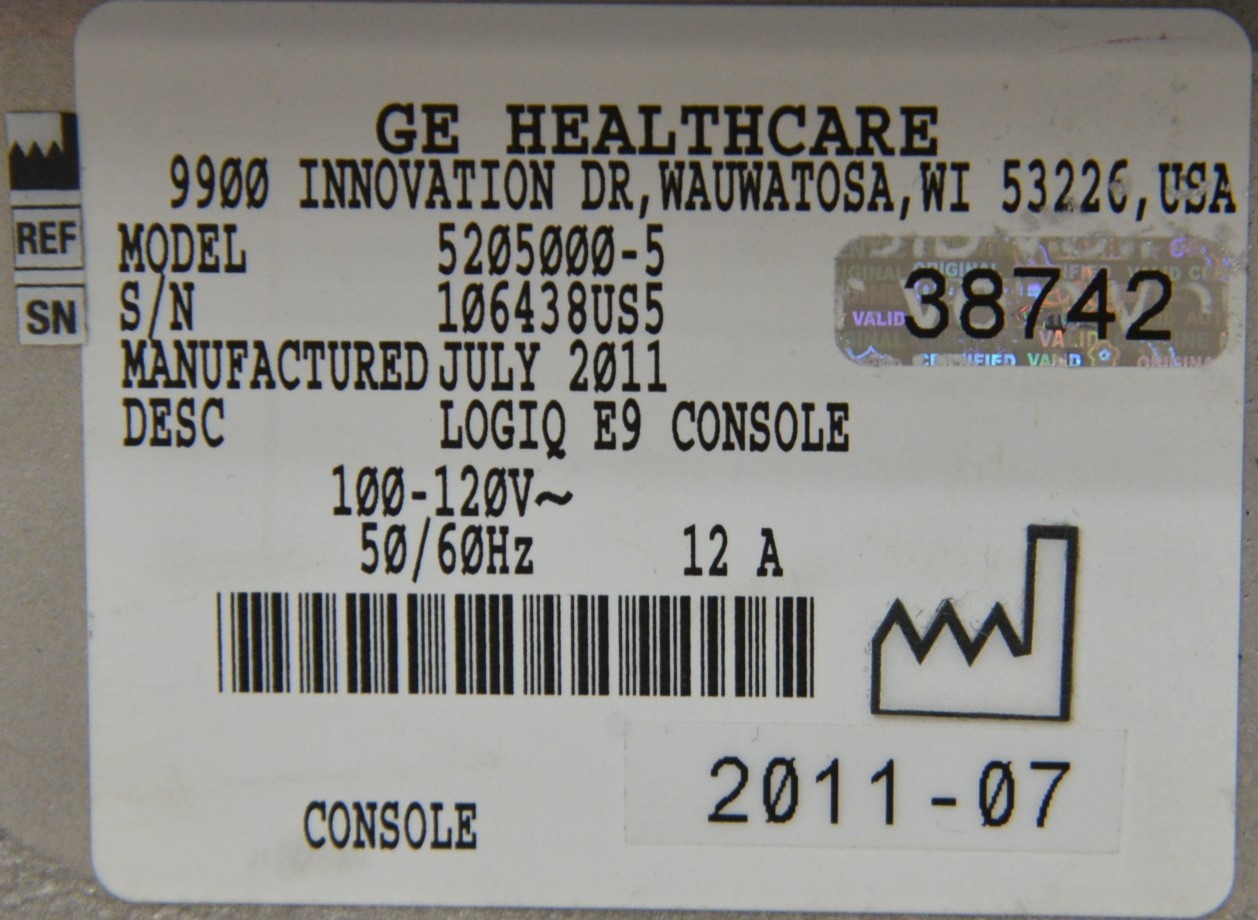 GE HEALTHCARE
9900 INNOVATION DR,WAUWATOSA,WI 53226,USA
REF
MODEL 5205000-5
38742
VALID
SN
S/N 106438US5
MANUFACTURED JULY 2011
DESC LOGIQ E9 CONSOLE
100-120V~
50/60Hz 12 A
2011-07
CONSOLE